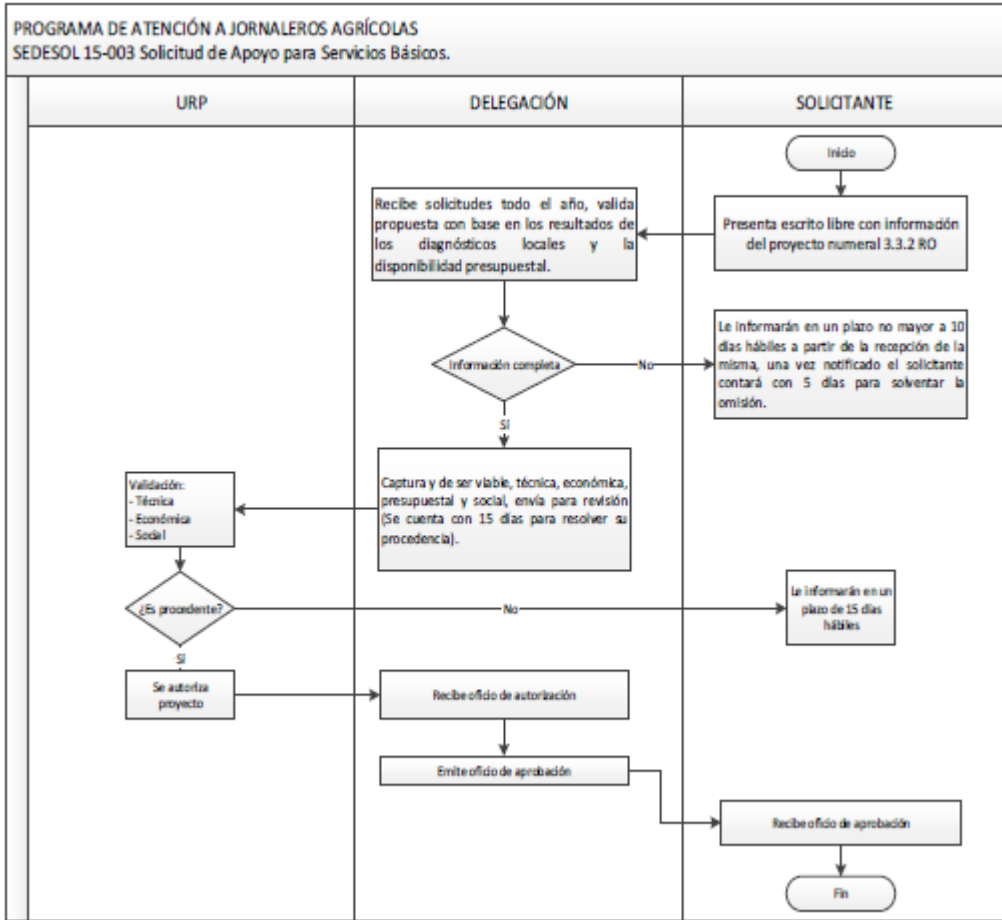 PROGRAMA DE ATENCIÓN A JORNALEROS AGRÍCOLAS
SEDESOL 15-003 Solicitud de Apoyo para Servicios Básicos.
URP
DELEGACIÓN
SOLICITANTE
Inicio
Presenta escrito libre con información
del proyecto numeral 3.3.2 RO
Recibe solicitudes todo el año, valida
propuesta con base en los resultados de
los diagnósticos locales y la
disponibilidad presupuestal.
Información completa
No
Le informarán en un plazo no mayor a 10
días hábiles a partir de la recepción de la
misma, una vez notificado el solicitante
contará con 5 días para solventar la
omisión.
Sí
Captura y de ser viable, técnica, económica,
presupuestal y social, envía para revisión
(Se cuenta con 15 días para resolver su
procedencia).
Validación:
- Técnica
- Económica
- Social
¿Es procedente?
No
Le informarán en un
plazo de 15 días
hábiles
Sí
Se autoriza
proyecto
Recibe oficio de autorización
Emite oficio de aprobación
Recibe oficio de aprobación
Fin